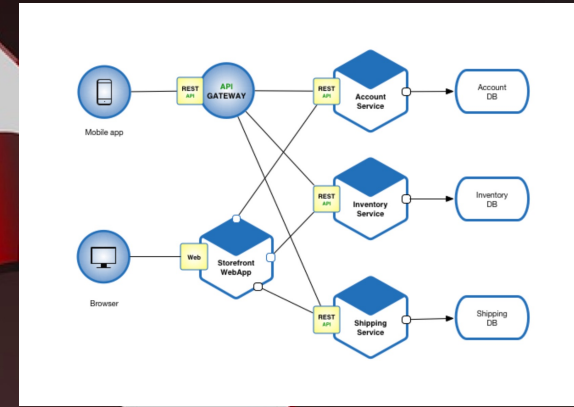 REST
API
API
GATEWAY
Mobile app
REST
API
Account
Service
Account
DB
REST
API
Inventory
Service
Inventory
DB
Web
Storefront
WebApp
Browser
REST
API
Shipping
Service
Shipping
DB